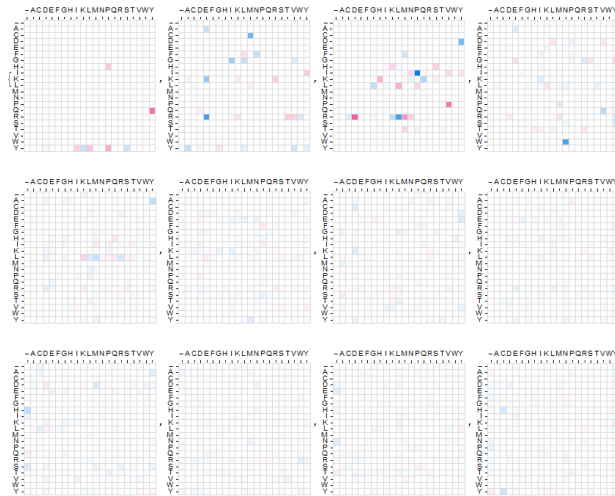 –ACDEFGHIKLMNPQRSTVWY –ACDEFGHIKLMNPQRSTVWY –ACDEFGHIKLMNPQRSTVWY –ACDEFGHIKLMNPQRSTVWY
– – – –
A A A A
C C C C
D D D D
E E E E
F F F F
G G G G
H H H H
I I I I
{ K , K , K , K
L L L L
M M M M
N N N N
P P P P
Q Q Q Q
R R R R
S S S S
T T T T
V V V V
W W W W
Y Y Y Y
–ACDEFGHIKLMNPQRSTVWY –ACDEFGHIKLMNPQRSTVWY –ACDEFGHIKLMNPQRSTVWY –ACDEFGHIKLMNPQRSTVWY
– – – –
A A A A
C C C C
D D D D
E E E E
F F F F
G G G G
H H H H
I I I I
K , K , K , K
L L L L
M M M M
N N N N
P P P P
Q Q Q Q
R R R R
S S S S
T T T T
V V V V
W W W W
Y Y Y Y
–ACDEFGHIKLMNPQRSTVWY –ACDEFGHIKLMNPQRSTVWY –ACDEFGHIKLMNPQRSTVWY –ACDEFGHIKLMNPQRSTVWY
– – – –
A A A A
C C C C
D D D D
E E E E
F F F F
G G G G
H H H H
I I I I
K , K , K , K
L L L L
M M M M
N N N N
P P P P
Q Q Q Q
R R R R
S S S S
T T T T
V V V V
W W W W
Y Y Y Y